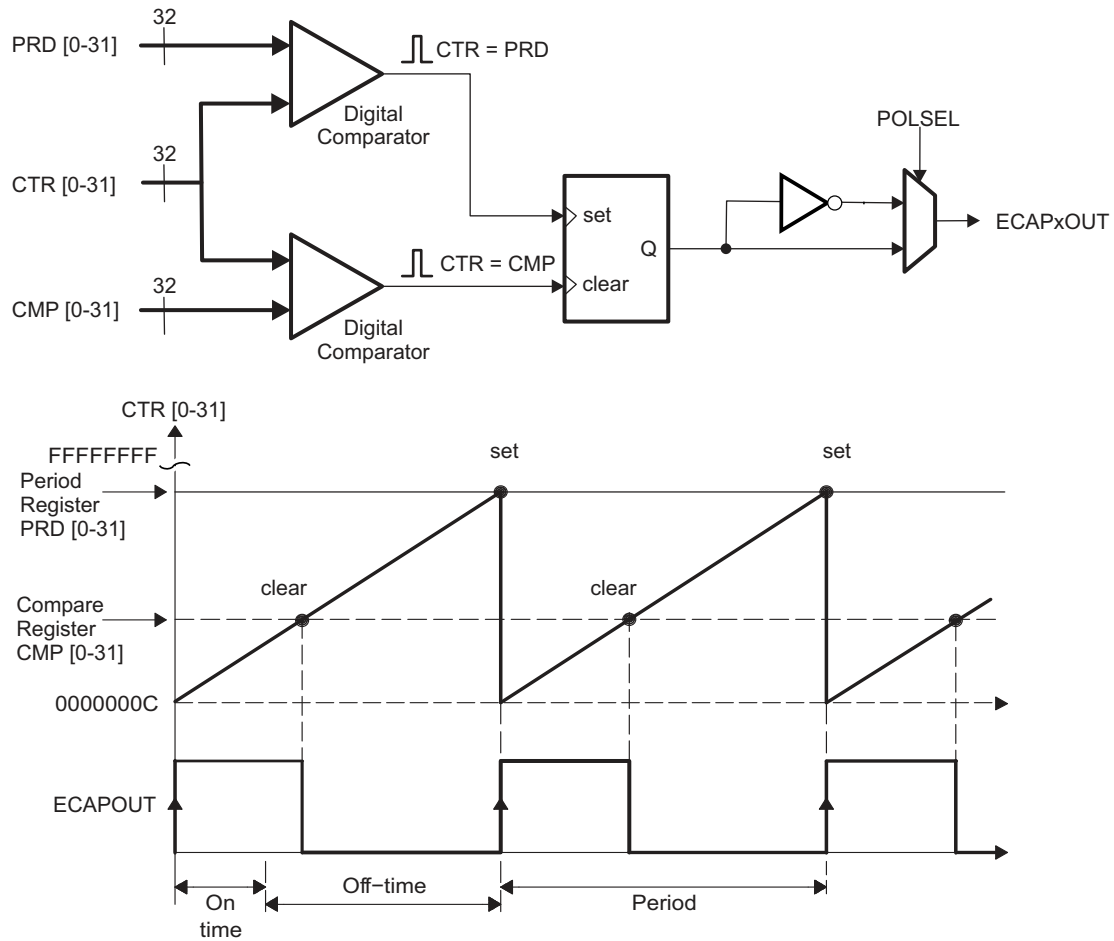 32
PRD [0-31]
CTR = PRD
Digital
Comparator
POLSEL
32
CTR [0-31]
set
ECAPxOUT
Q
32
CTR = CMP
clear
CMP [0-31]
Digital
Comparator
CTR [0-31]
FFFFFFFF
set
set
Period
Register
PRD [0-31]
clear
clear
Compare
Register
CMP [0-31]
0000000C
ECAPOUT
On
time
Off−time
Period